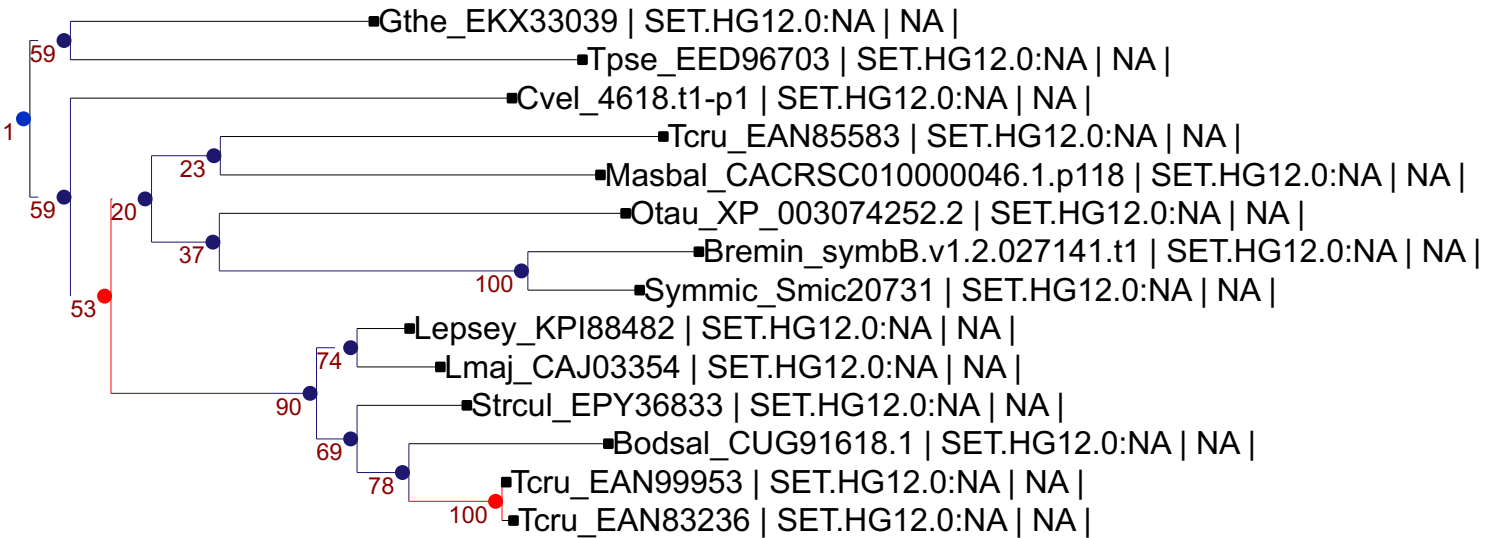 Gthe_EKX33039 | SET.HG12.0:NA | NA |
59
Tpse_EED96703 | SET.HG12.0:NA | NA |
Cvel_4618.t1-p1 | SET.HG12.0:NA | NA |
1
Tcru_EAN85583 | SET.HG12.0:NA | NA |
23
Masbal_CACRSC010000046.1.p118 | SET.HG12.0:NA | NA |
59
20
Otau_XP_003074252.2 | SET.HG12.0:NA | NA |
37
Bremin_symbB.v1.2.027141.t1 | SET.HG12.0:NA | NA |
100
Symmic_Smic20731 | SET.HG12.0:NA | NA |
53
Lepsey_KPI88482 | SET.HG12.0:NA | NA |
74
Lmaj_CAJ03354 | SET.HG12.0:NA | NA |
90
Strcul_EPY36833 | SET.HG12.0:NA | NA |
69
Bodsal_CUG91618.1 | SET.HG12.0:NA | NA |
78
Tcru_EAN99953 | SET.HG12.0:NA | NA |
100
Tcru_EAN83236 | SET.HG12.0:NA | NA |